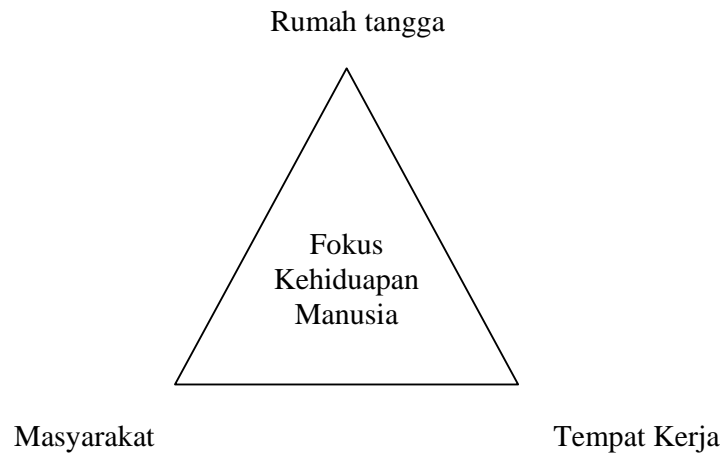 Rumah tangga
Fokus
Kehiduapan
Manusia
Masyarakat
Tempat Kerja